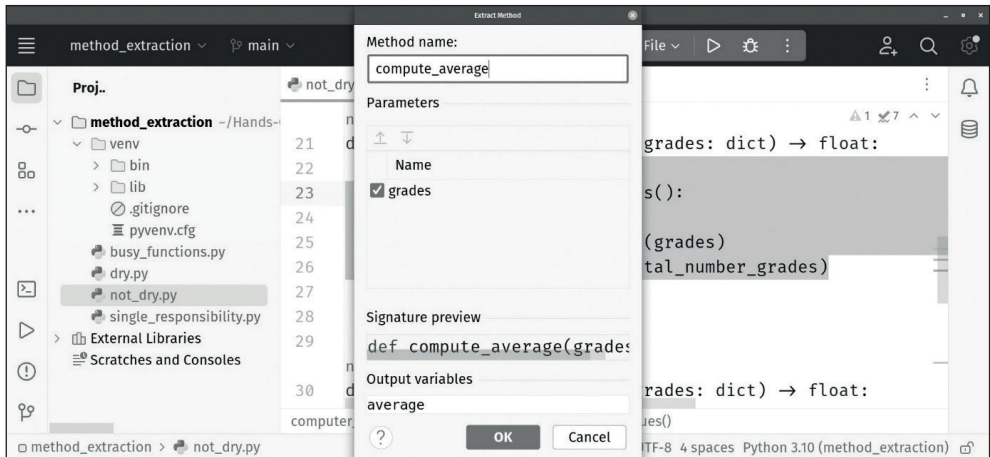 Extract Method
method_extraction
main
File
Method name:
compute_average
Parameters
Name
grades
Signature preview
def compute_average(grades
Output variables
average
OK
Cancel
Proj..
method_extraction ~/Hands-
venv
bin
lib
.gitignore
pyvenv.cfg
busy_functions.py
dry.py
not_dry.py
single_responsibility.py
External Libraries
Scratches and Consoles
not_dry
1 7
21 d grades: dict) → float:
22
23 s():
24
25 (grades)
26 tal_number_grades)
27
28
29
30 d rades: dict) → float:
computer ues()
method_extraction > not_dry.py
TF-8 4 spaces Python 3.10 (method_extraction)